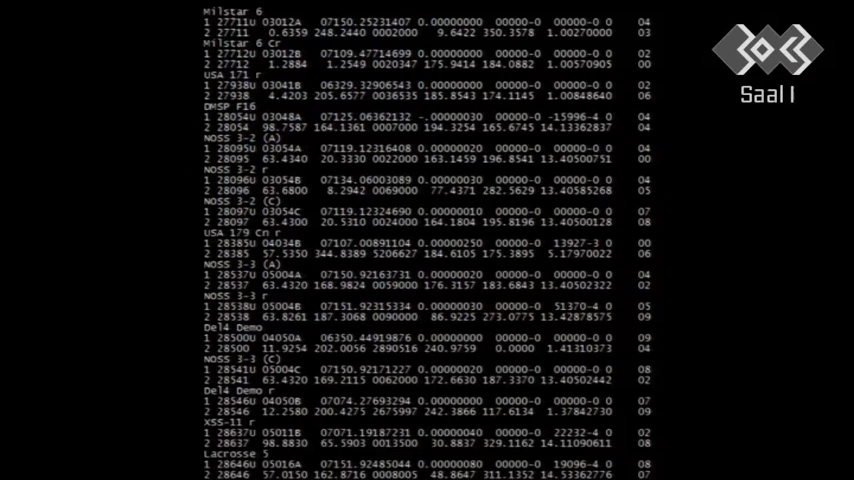 Milstar 6
1 27711U 03012A 07150.25231407 0.00000000 00000-0 00000-0 0 04
2 27711 0.6359 248.2440 0002000 9.6422 350.3578 1.00270000 03
Milstar 6 Cr
1 27712U 03012B 07109.47714699 0.00000000 00000-0 00000-0 0 02
2 27712 1.2884 1.2549 0020347 175.9414 184.0882 1.00570905 00
USA 171 r
1 27938U 03041B 06329.32906543 0.00000000 00000-0 00000-0 0 02
2 27938 4.4203 205.6577 0036535 185.8543 174.1145 1.00848640 06
DMSP F16
1 28054U 03048A 07125.06362132 -.00000030 00000-0 -15996-4 0 04
2 28054 98.7587 164.1361 0007000 194.3254 165.6745 14.13362837 04
NOSS 3-2 (A)
1 28095U 03054A 07119.12316408 0.00000020 00000-0 00000-0 0 04
2 28095 63.4340 20.3330 0022000 163.1459 196.8541 13.40500751 00
NOSS 3-2 r
1 28096U 03054B 07134.06003089 0.00000030 00000-0 00000-0 0 04
2 28096 63.6800 8.2942 0069000 77.4371 282.5629 13.40585268 05
NOSS 3-2 (C)
1 28097U 03054C 07119.12324690 0.00000010 00000-0 00000-0 0 07
2 28097 63.4300 20.5310 0024000 164.1804 195.8196 13.40500128 08
USA 179 Cn r
1 28385U 04034B 07107.00891104 0.00000250 00000-0 13927-3 0 00
2 28385 57.5350 344.8389 5206627 184.6105 175.3895 5.17970022 06
NOSS 3-3 (A)
1 28537U 05004A 07150.92163731 0.00000020 00000-0 00000-0 0 04
2 28537 63.4320 168.9824 0059000 176.3157 183.6843 13.40502322 02
NOSS 3-3 r
1 28538U 05004B 07151.92315334 0.00000030 00000-0 51370-4 0 05
2 28538 63.8261 187.3068 0090000 86.9225 273.0775 13.42878575 09
Del4 Demo
1 28500U 04050A 06350.44919876 0.00000000 00000-0 00000-0 0 09
2 28500 11.9254 202.0056 2890516 240.9759 0.0000 1.41310373 04
NOSS 3-3 (C)
1 28541U 05004C 07150.92171227 0.00000020 00000-0 00000-0 0 08
2 28541 63.4320 169.2115 0062000 172.6630 187.3370 13.40502442 02
Del4 Demo r
1 28546U 04050B 07074.27693294 0.00000000 00000-0 00000-0 0 07
2 28546 12.2580 200.4275 2675997 242.3866 117.6134 1.37842730 09
XSS-11 r
1 28637U 05011B 07071.19187231 0.00000040 00000-0 22232-4 0 02
2 28637 98.8830 65.5903 0013500 30.8837 329.1162 14.11090611 08
Lacrosse 5
1 28646U 05016A 07151.92485044 0.00000080 00000-0 19096-4 0 08
2 28646 57.0150 162.8716 0008005 48.8647 311.1352 14.53362776 07
Saal 1